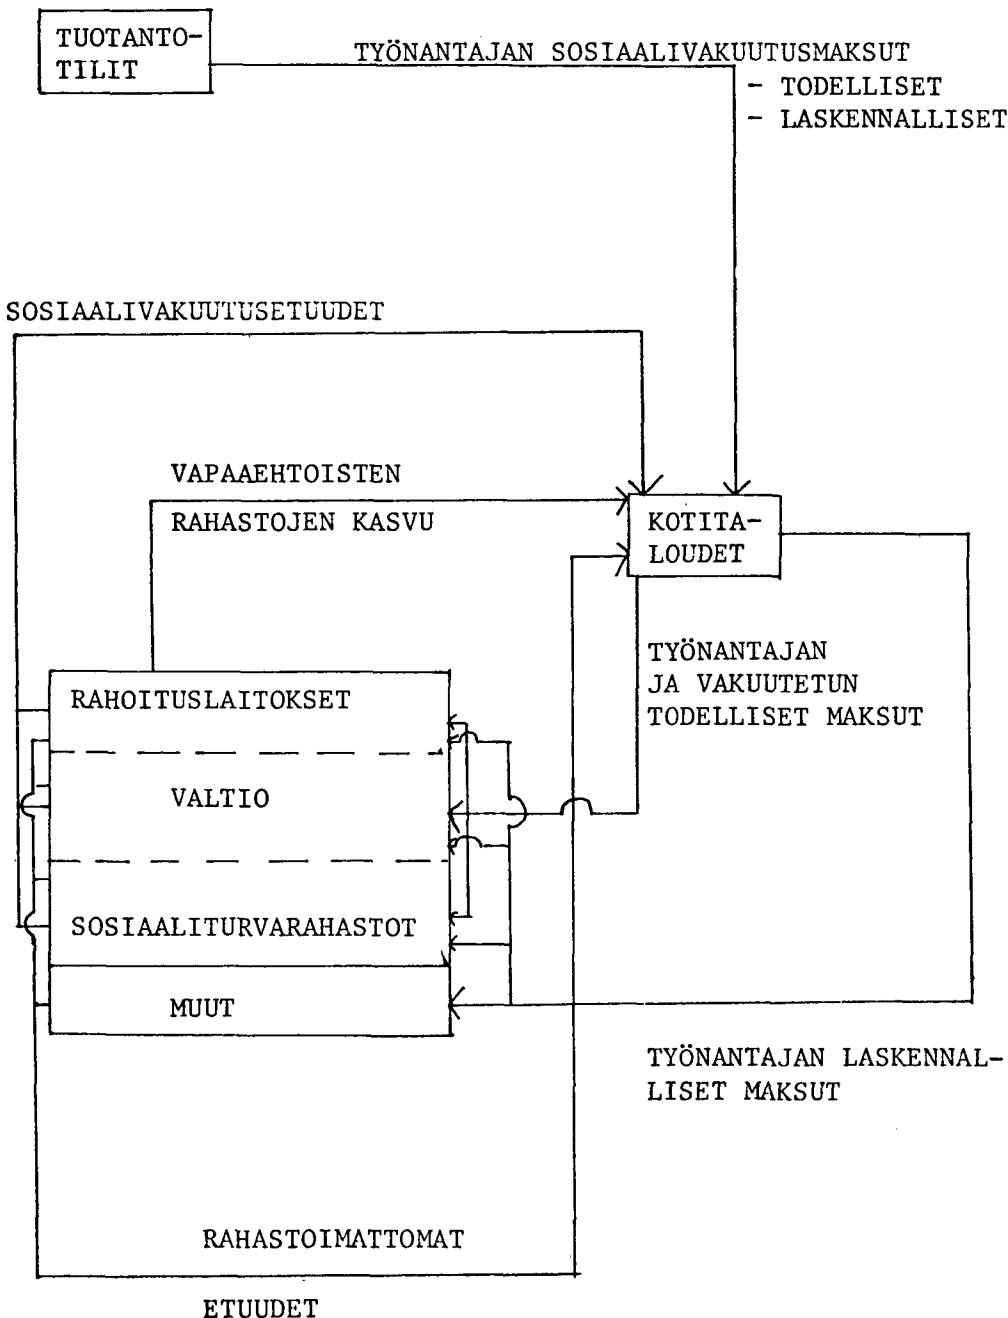 TUOTANTO-
TILIT
TYÖNANTAJAN SOSIAALIVAKUUTUSMAKSUT
- TODELLISET
- LASKENNALLISET
SOSIAALIVAKUUTUSETUUDET
VAPAAEHTOISTEN
RAHASTOJEN KASVU
KOTITA-
LOUDET
TYÖNANTAJAN
JA VAKUUTETUN
TODELLISET MAKSUT
RAHOITUSLAITOKSET
VALTIO
SOSIAALITURVARAHASTOT
MUUT
TYÖNANTAJAN LASKENNAL-
LISET MAKSUT
RAHASTOIMATTOMAT
ETUUDET